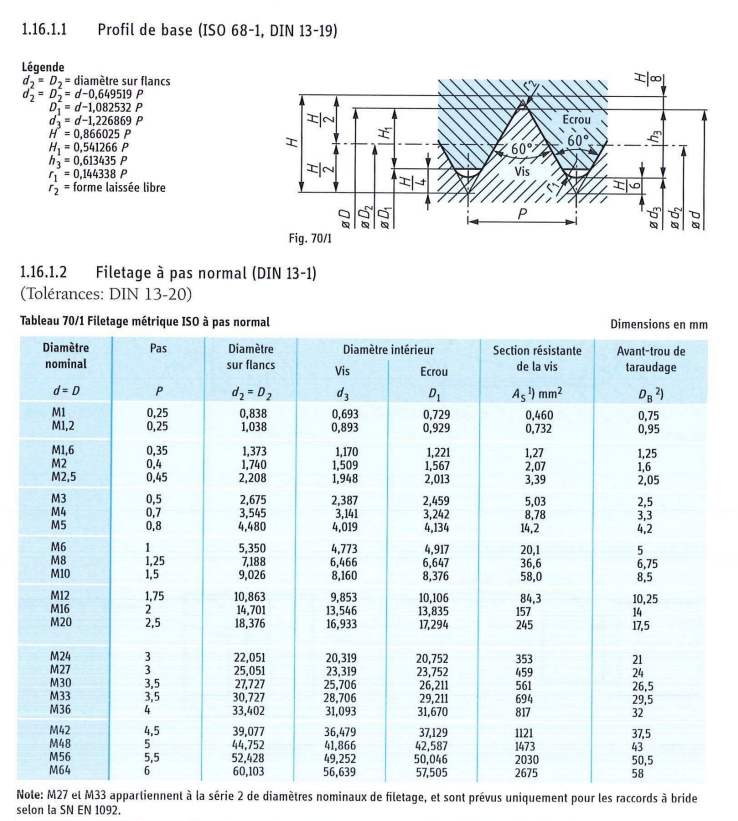 1.16.1.1 Profil de base (ISO 68-1, DIN 13-19)
Légende
d2 = D2 = diamètre sur flancs
d2 = D2 = d–0,649519 P
D1 = d–1,082532 P
d3 = d–1,226869 P
H = 0,866025 P
H1 = 0,541266 P
h3 = 0,613435 P
r1 = 0,144338 P
r2 = forme laissée libre
H
H/2
H/2
H1
H/4
ø D
ø D2
ø D1
r2
Ecrou
60°
60°
Vis
r1
P
H/8
h3
H/6
ø d3
ø d2
ø d
Fig. 70/1
1.16.1.2 Filetage à pas normal (DIN 13-1)
(Tolérances: DIN 13-20)
Tableau 70/1 Filetage métrique ISO à pas normal Dimensions en mm
Diamètre nominal Pas Diamètre sur flancs Diamètre intérieur Section résistante de la vis Avant-trou de taraudage
Vis Ecrou
d = D P d2 = D2 d3 D1 AS 1) mm2 DB 2)
M1 0,25 0,838 0,693 0,729 0,460 0,75
M1,2 0,25 1,038 0,893 0,929 0,732 0,95
M1,6 0,35 1,373 1,170 1,221 1,27 1,25
M2 0,4 1,740 1,509 1,567 2,07 1,6
M2,5 0,45 2,208 1,948 2,013 3,39 2,05
M3 0,5 2,675 2,387 2,459 5,03 2,5
M4 0,7 3,545 3,141 3,242 8,78 3,3
M5 0,8 4,480 4,019 4,134 14,2 4,2
M6 1 5,350 4,773 4,917 20,1 5
M8 1,25 7,188 6,466 6,647 36,6 6,75
M10 1,5 9,026 8,160 8,376 58,0 8,5
M12 1,75 10,863 9,853 10,106 84,3 10,25
M16 2 14,701 13,546 13,835 157 14
M20 2,5 18,376 16,933 17,294 245 17,5
M24 3 22,051 20,319 20,752 353 21
M27 3 25,051 23,319 23,752 459 24
M30 3,5 27,727 25,706 26,211 561 26,5
M33 3,5 30,727 28,706 29,211 694 29,5
M36 4 33,402 31,093 31,670 817 32
M42 4,5 39,077 36,479 37,129 1121 37,5
M48 5 44,752 41,866 42,587 1473 43
M56 5,5 52,428 49,252 50,046 2030 50,5
M64 6 60,103 56,639 57,505 2675 58
Note: M27 et M33 appartiennent à la série 2 de diamètres nominaux de filetage, et sont prévus uniquement pour les raccords à bride
selon la SN EN 1092.